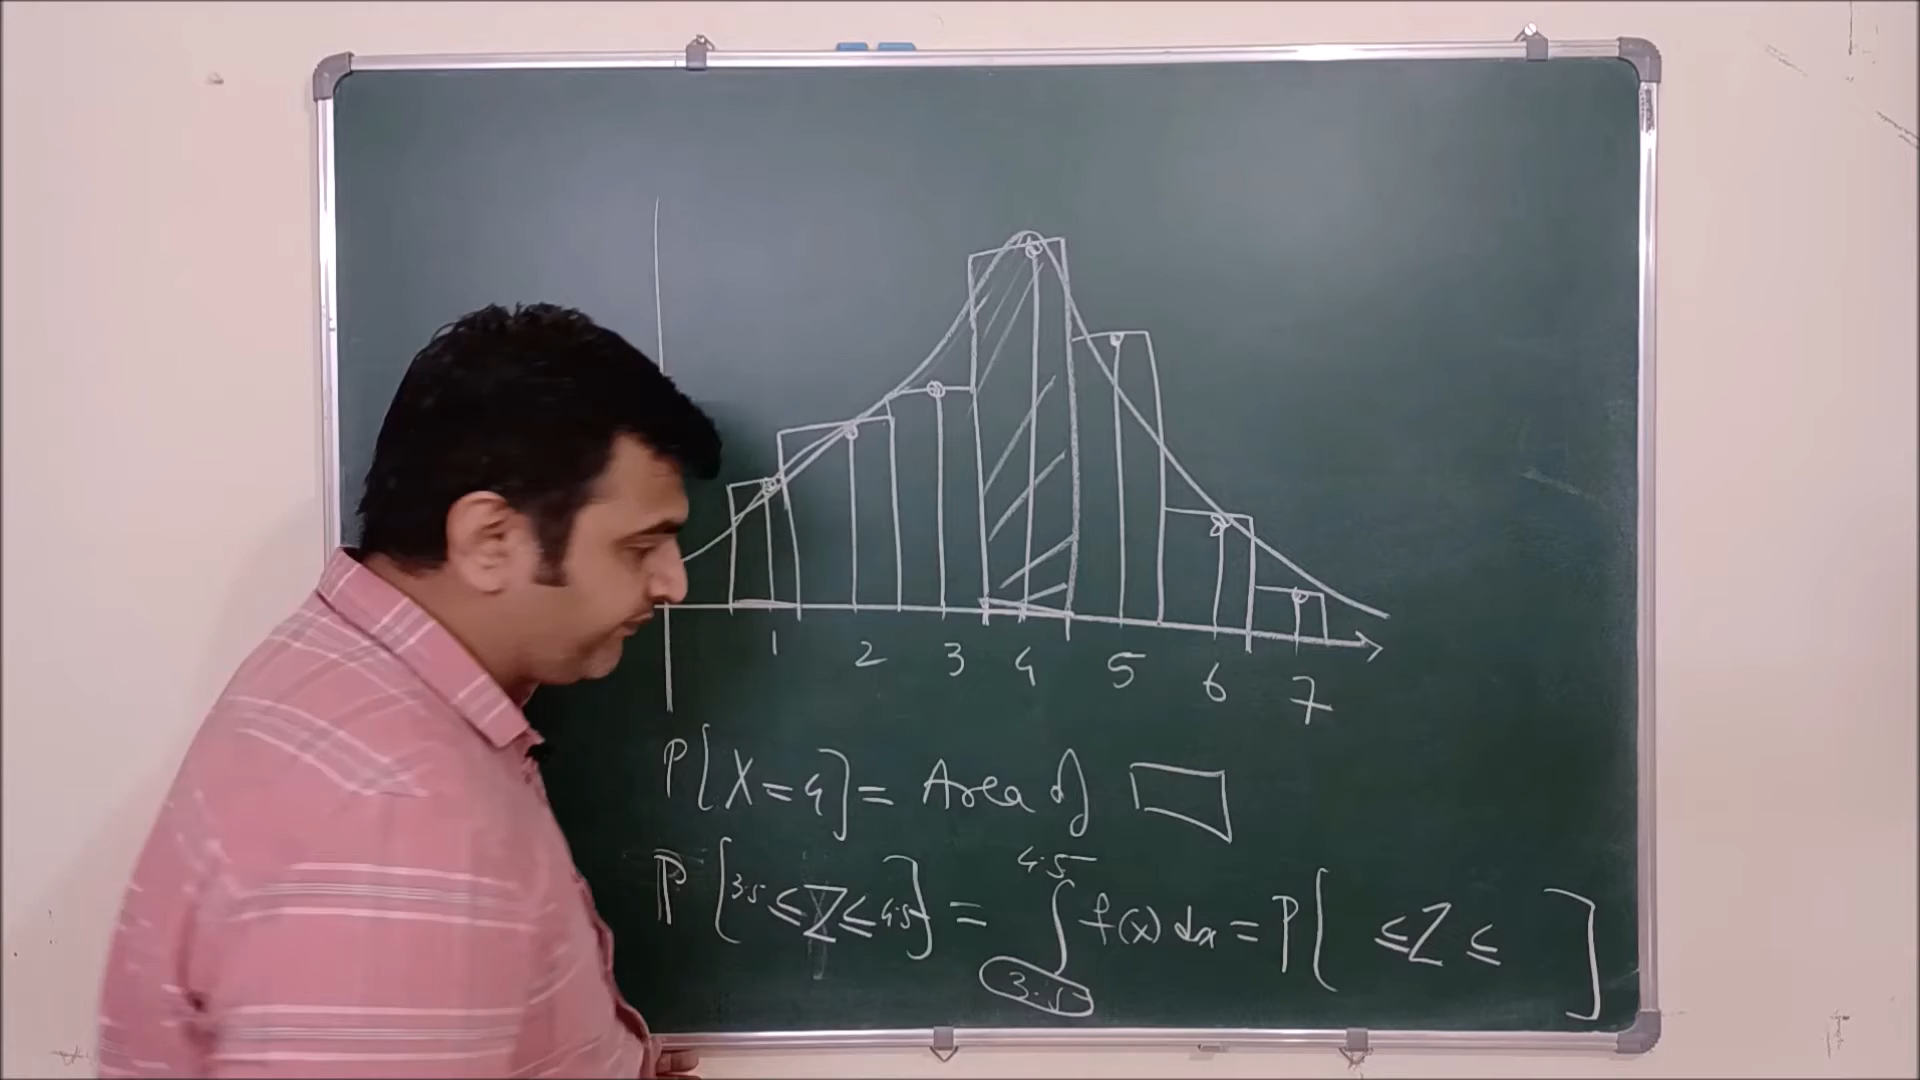 1 2 3 4 5 6 7
P[X=4]= Area of
P[3.5≤Z≤4.5] = ∫ 4.5 3.5 f(x) dx = P[ ≤Z≤ ]